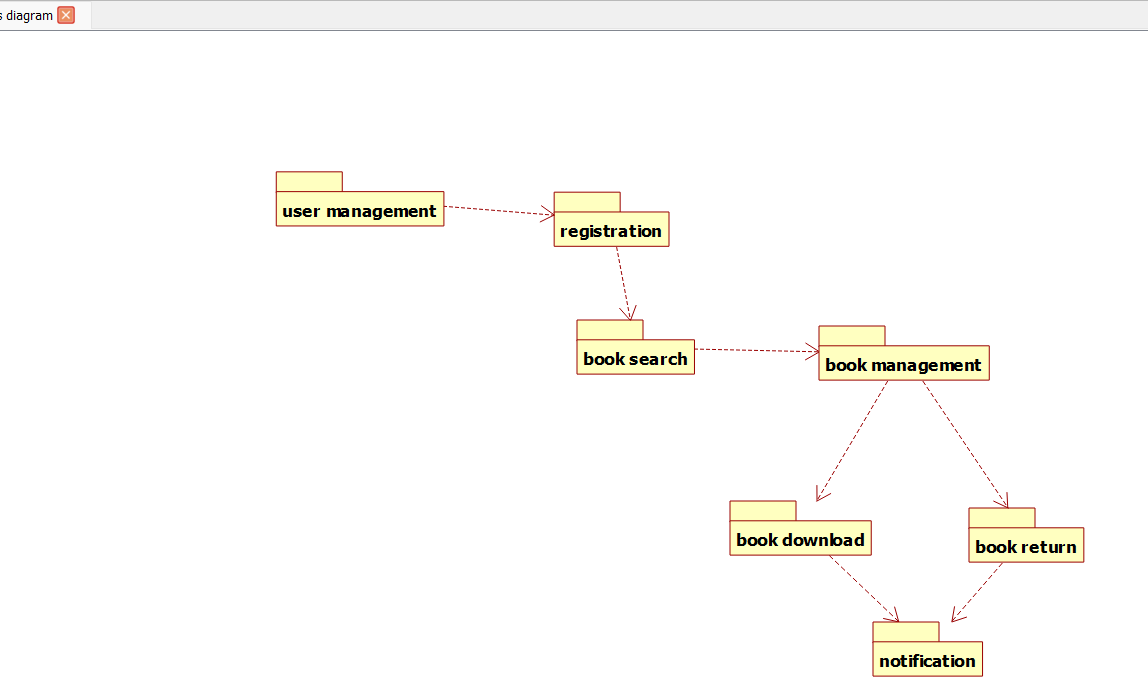 s diagram
user management
registration
book search
book management
book download
book return
notification